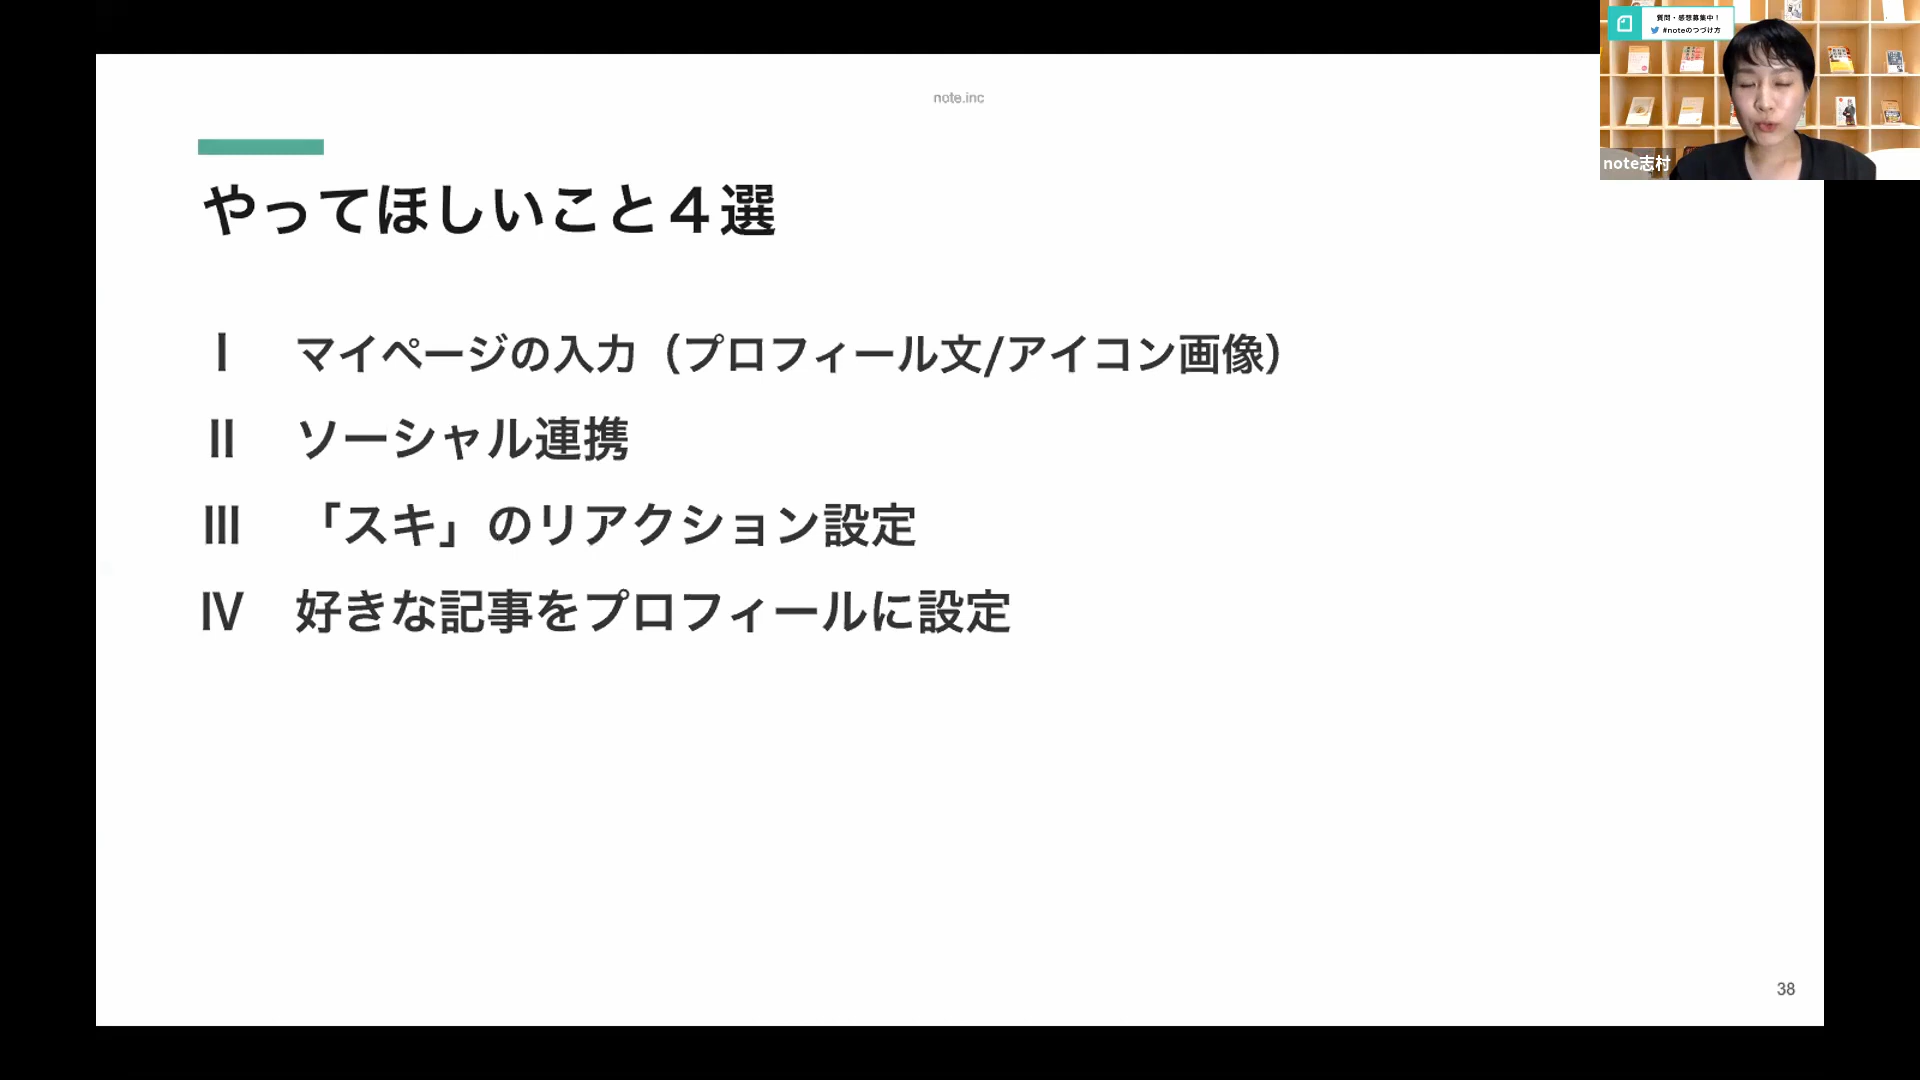 note.inc
やってほしいこと４選
Ⅰ　マイページの入力（プロフィール文/アイコン画像）
Ⅱ　ソーシャル連携
Ⅲ　「スキ」のリアクション設定
Ⅳ　好きな記事をプロフィールに設定
38
質問・感想募集中！
#noteのつづけ方
note志村